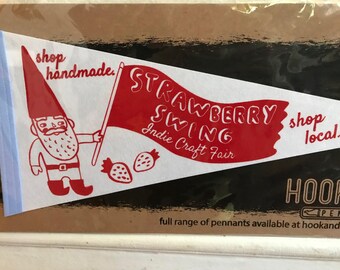 shop
handmade.
STRAWBERRY
SWING
Indie Craft Fair
shop
local.
HOOK
full range of pennants available at hookand